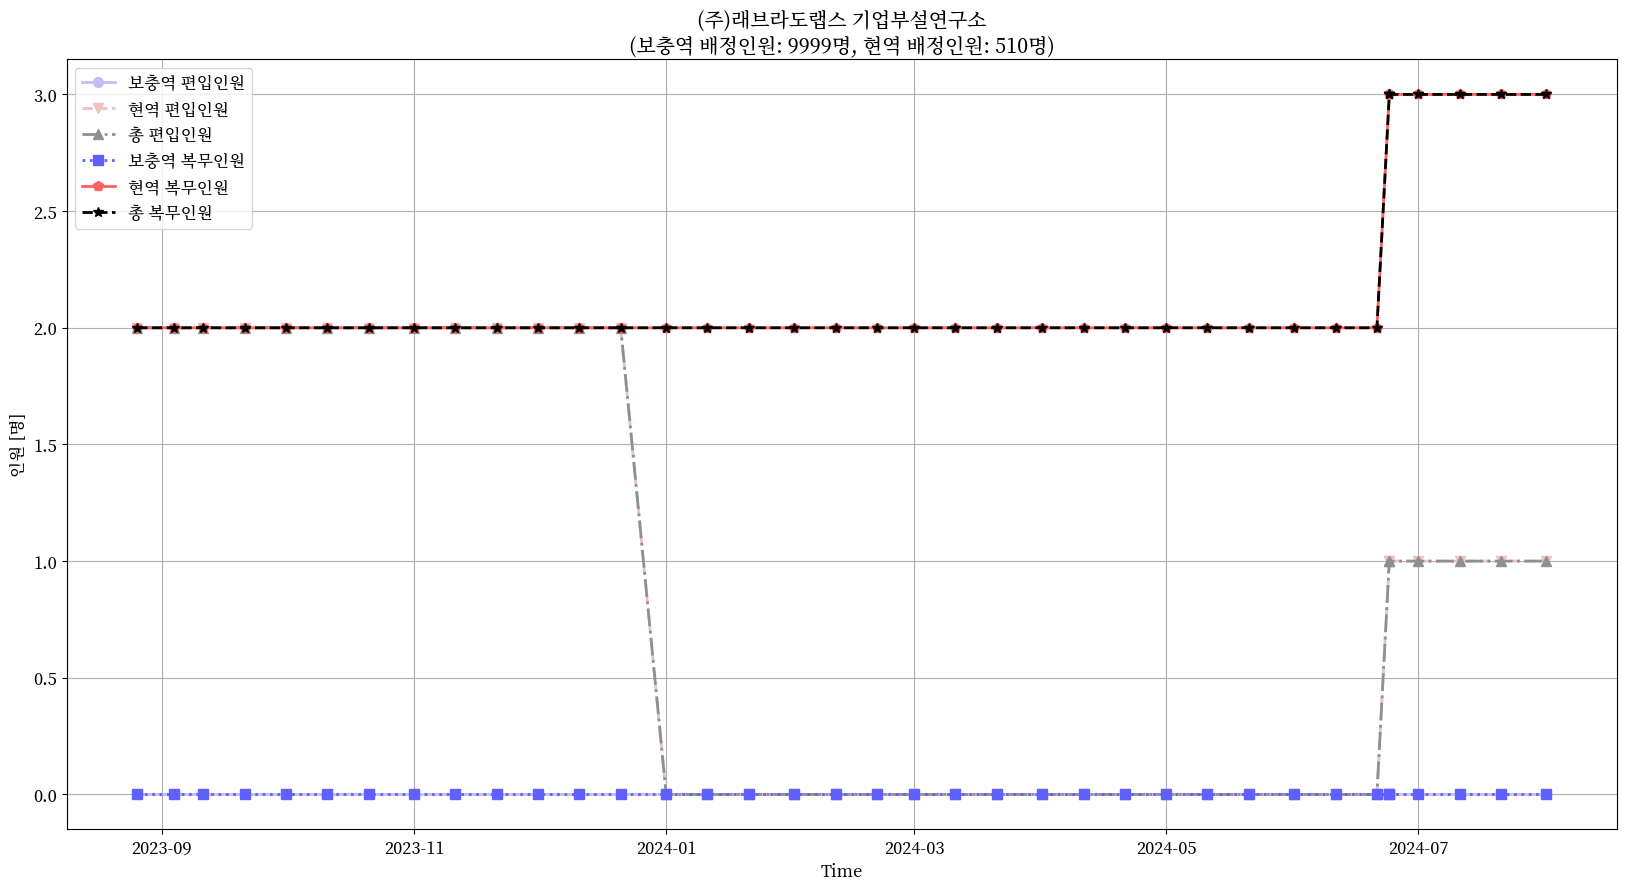 (주)래브라도랩스 기업부설연구소
(보충역 배정인원: 9999명, 현역 배정인원: 510명)
보충역 편입인원
현역 편입인원
총 편입인원
보충역 복무인원
현역 복무인원
총 복무인원
3.0
2.5
2.0
1.5
1.0
0.5
0.0
인원 [명]
2023-09
2023-11
2024-01
2024-03
2024-05
2024-07
Time